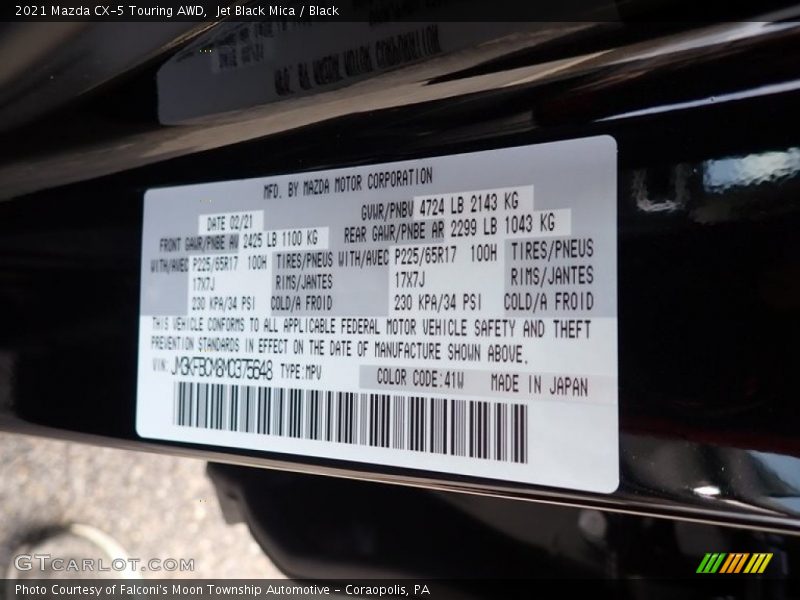 2021 Mazda CX-5 Touring AWD, Jet Black Mica / Black
MFD. BY MAZDA MOTOR CORPORATION
DATE 02/21 GVWR/PNBV 4724 LB 2143 KG
FRONT GAWR/PNBE AV 2425 LB 1100 KG REAR GAWR/PNBE AR 2299 LB 1043 KG
WITH/AVEC P225/65R17 100H TIRES/PNEUS WITH/AVEC P225/65R17 100H TIRES/PNEUS
17X7J RIMS/JANTES 17X7J RIMS/JANTES
230 KPA/34 PSI COLD/A FROID 230 KPA/34 PSI COLD/A FROID
THIS VEHICLE CONFORMS TO ALL APPLICABLE FEDERAL MOTOR VEHICLE SAFETY AND THEFT
PREVENTION STANDARDS IN EFFECT ON THE DATE OF MANUFACTURE SHOWN ABOVE.
VIN: JM3KFBCM8M0375648 TYPE:MPV COLOR CODE:41W MADE IN JAPAN
GTCARLOT.COM
Photo Courtesy of Falconi's Moon Township Automotive - Coraopolis, PA